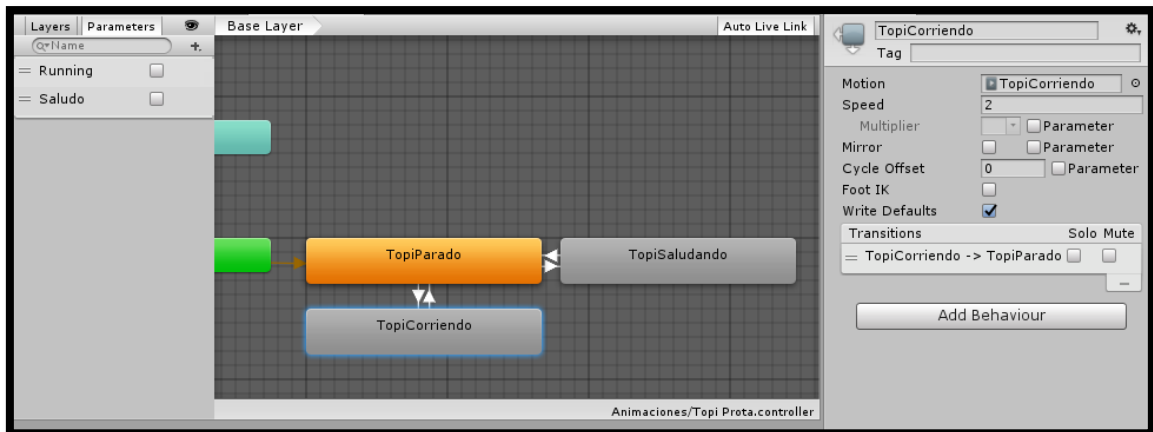 Layers Parameters
Name
Running
Saludo
Base Layer
Auto Live Link
TopiParado
TopiSaludando
TopiCorriendo
Animaciones/Topi Prota.controller
TopiCorriendo
Tag
Motion TopiCorriendo
Speed 2
Multiplier Parameter
Mirror Parameter
Cycle Offset 0 Parameter
Foot IK
Write Defaults
Transitions Solo Mute
TopiCorriendo -> TopiParado
Add Behaviour